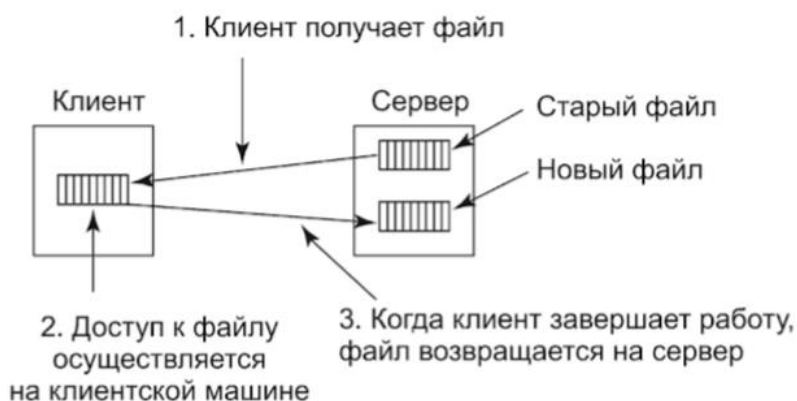 1. Клиент получает файл
Клиент
Сервер
Старый файл
Новый файл
2. Доступ к файлу
осуществляется
на клиентской машине
3. Когда клиент завершает работу,
файл возвращается на сервер